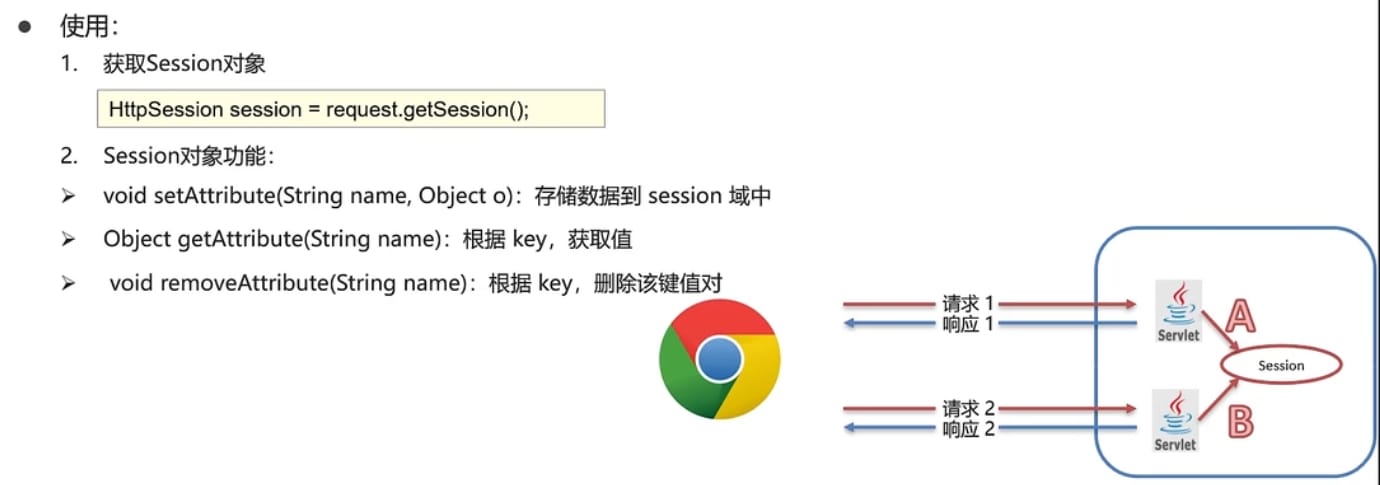 ● 使用：
1. 获取Session对象
HttpSession session = request.getSession();
2. Session对象功能：
➢ void setAttribute(String name, Object o)：存储数据到 session 域中
➢ Object getAttribute(String name)：根据 key，获取值
➢ void removeAttribute(String name)：根据 key，删除该键值对
请求 1
响应 1
Servlet
A
Session
请求 2
响应 2
Servlet
B